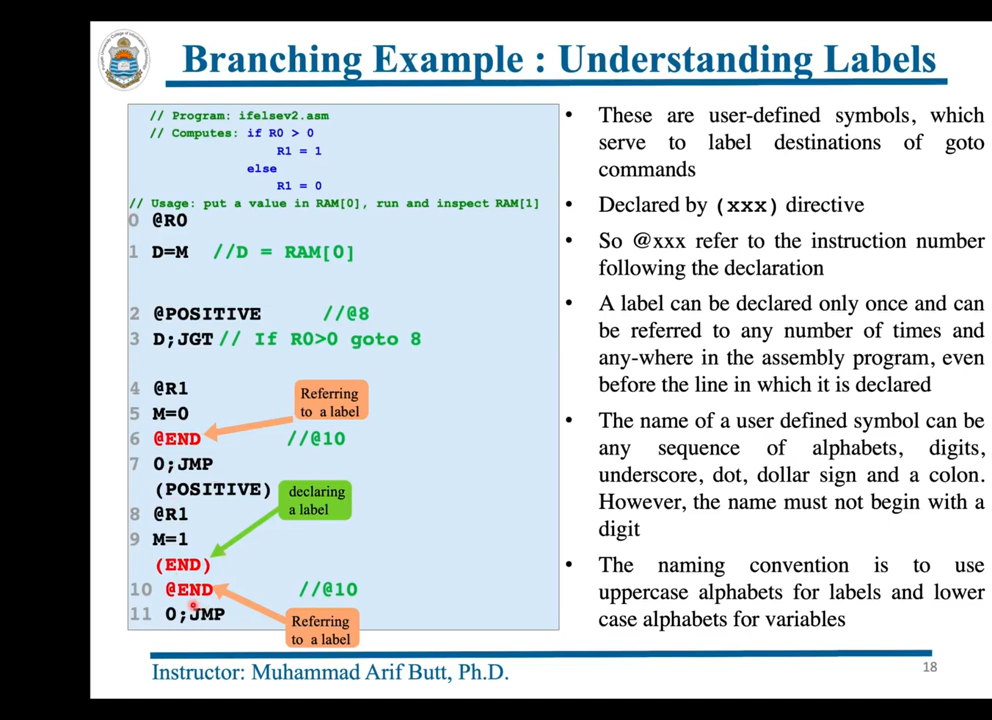 Branching Example : Understanding Labels
// Program: ifelsev2.asm
// Computes: if R0 > 0
R1 = 1
else
R1 = 0
// Usage: put a value in RAM[0], run and inspect RAM[1]
0 @R0
1 D=M //D = RAM[0]
2 @POSITIVE //@8
3 D;JGT // If R0>0 goto 8
4 @R1
5 M=0
6 @END //@10
7 0;JMP
(POSITIVE)
8 @R1
9 M=1
(END)
10 @END //@10
11 0;JMP
Referring
to a label
declaring
a label
Referring
to a label
• These are user-defined symbols, which
serve to label destinations of goto
commands
• Declared by (xxx) directive
• So @xxx refer to the instruction number
following the declaration
• A label can be declared only once and can
be referred to any number of times and
any-where in the assembly program, even
before the line in which it is declared
• The name of a user defined symbol can be
any sequence of alphabets, digits,
underscore, dot, dollar sign and a colon.
However, the name must not begin with a
digit
• The naming convention is to use
uppercase alphabets for labels and lower
case alphabets for variables
Instructor: Muhammad Arif Butt, Ph.D.
18